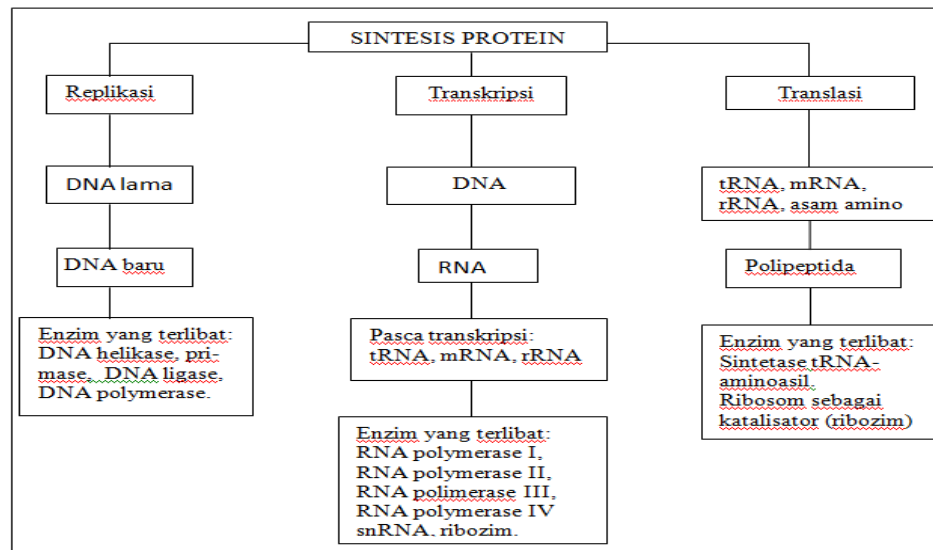 SINTESIS PROTEIN
Replikasi
Transkripsi
Translasi
DNA lama
DNA
tRNA, mRNA,
rRNA, asam amino
DNA baru
RNA
Polipeptida
Enzim yang terlibat:
DNA helikase, pri-
mase, DNA ligase,
DNA polymerase.
Pasca transkripsi:
tRNA, mRNA, rRNA
Enzim yang terlibat:
Sintetase tRNA-
aminoasil.
Ribosom sebagai
katalisator (ribozim)
Enzim yang terlibat:
RNA polymerase I,
RNA polymerase II,
RNA polimerase III,
RNA polymerase IV
snRNA, ribozim.